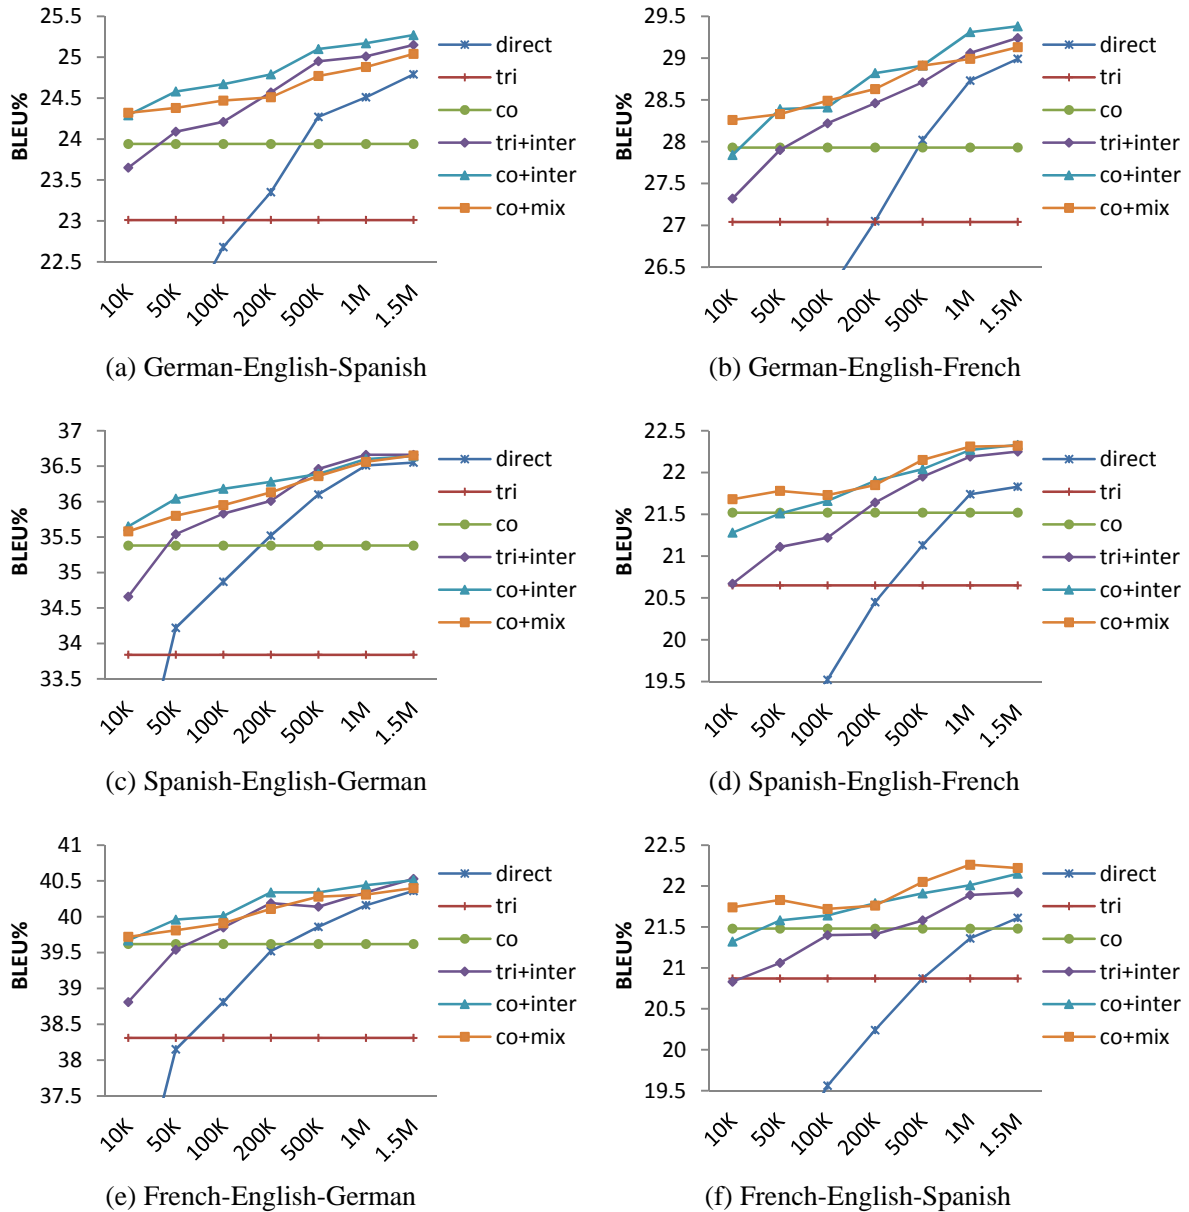 25.5
25
24.5
24
23.5
23
22.5
BLEU%
10K
50K
100K
200K
500K
1M
1.5M
direct
tri
co
tri+inter
co+inter
co+mix
(a) German-English-Spanish
29.5
29
28.5
28
27.5
27
26.5
BLEU%
10K
50K
100K
200K
500K
1M
1.5M
direct
tri
co
tri+inter
co+inter
co+mix
(b) German-English-French
37
36.5
36
35.5
35
34.5
34
33.5
BLEU%
10K
50K
100K
200K
500K
1M
1.5M
direct
tri
co
tri+inter
co+inter
co+mix
(c) Spanish-English-German
22.5
22
21.5
21
20.5
20
19.5
BLEU%
10K
50K
100K
200K
500K
1M
1.5M
direct
tri
co
tri+inter
co+inter
co+mix
(d) Spanish-English-French
41
40.5
40
39.5
39
38.5
38
37.5
BLEU%
10K
50K
100K
200K
500K
1M
1.5M
direct
tri
co
tri+inter
co+inter
co+mix
(e) French-English-German
22.5
22
21.5
21
20.5
20
19.5
BLEU%
10K
50K
100K
200K
500K
1M
1.5M
direct
tri
co
tri+inter
co+inter
co+mix
(f) French-English-Spanish